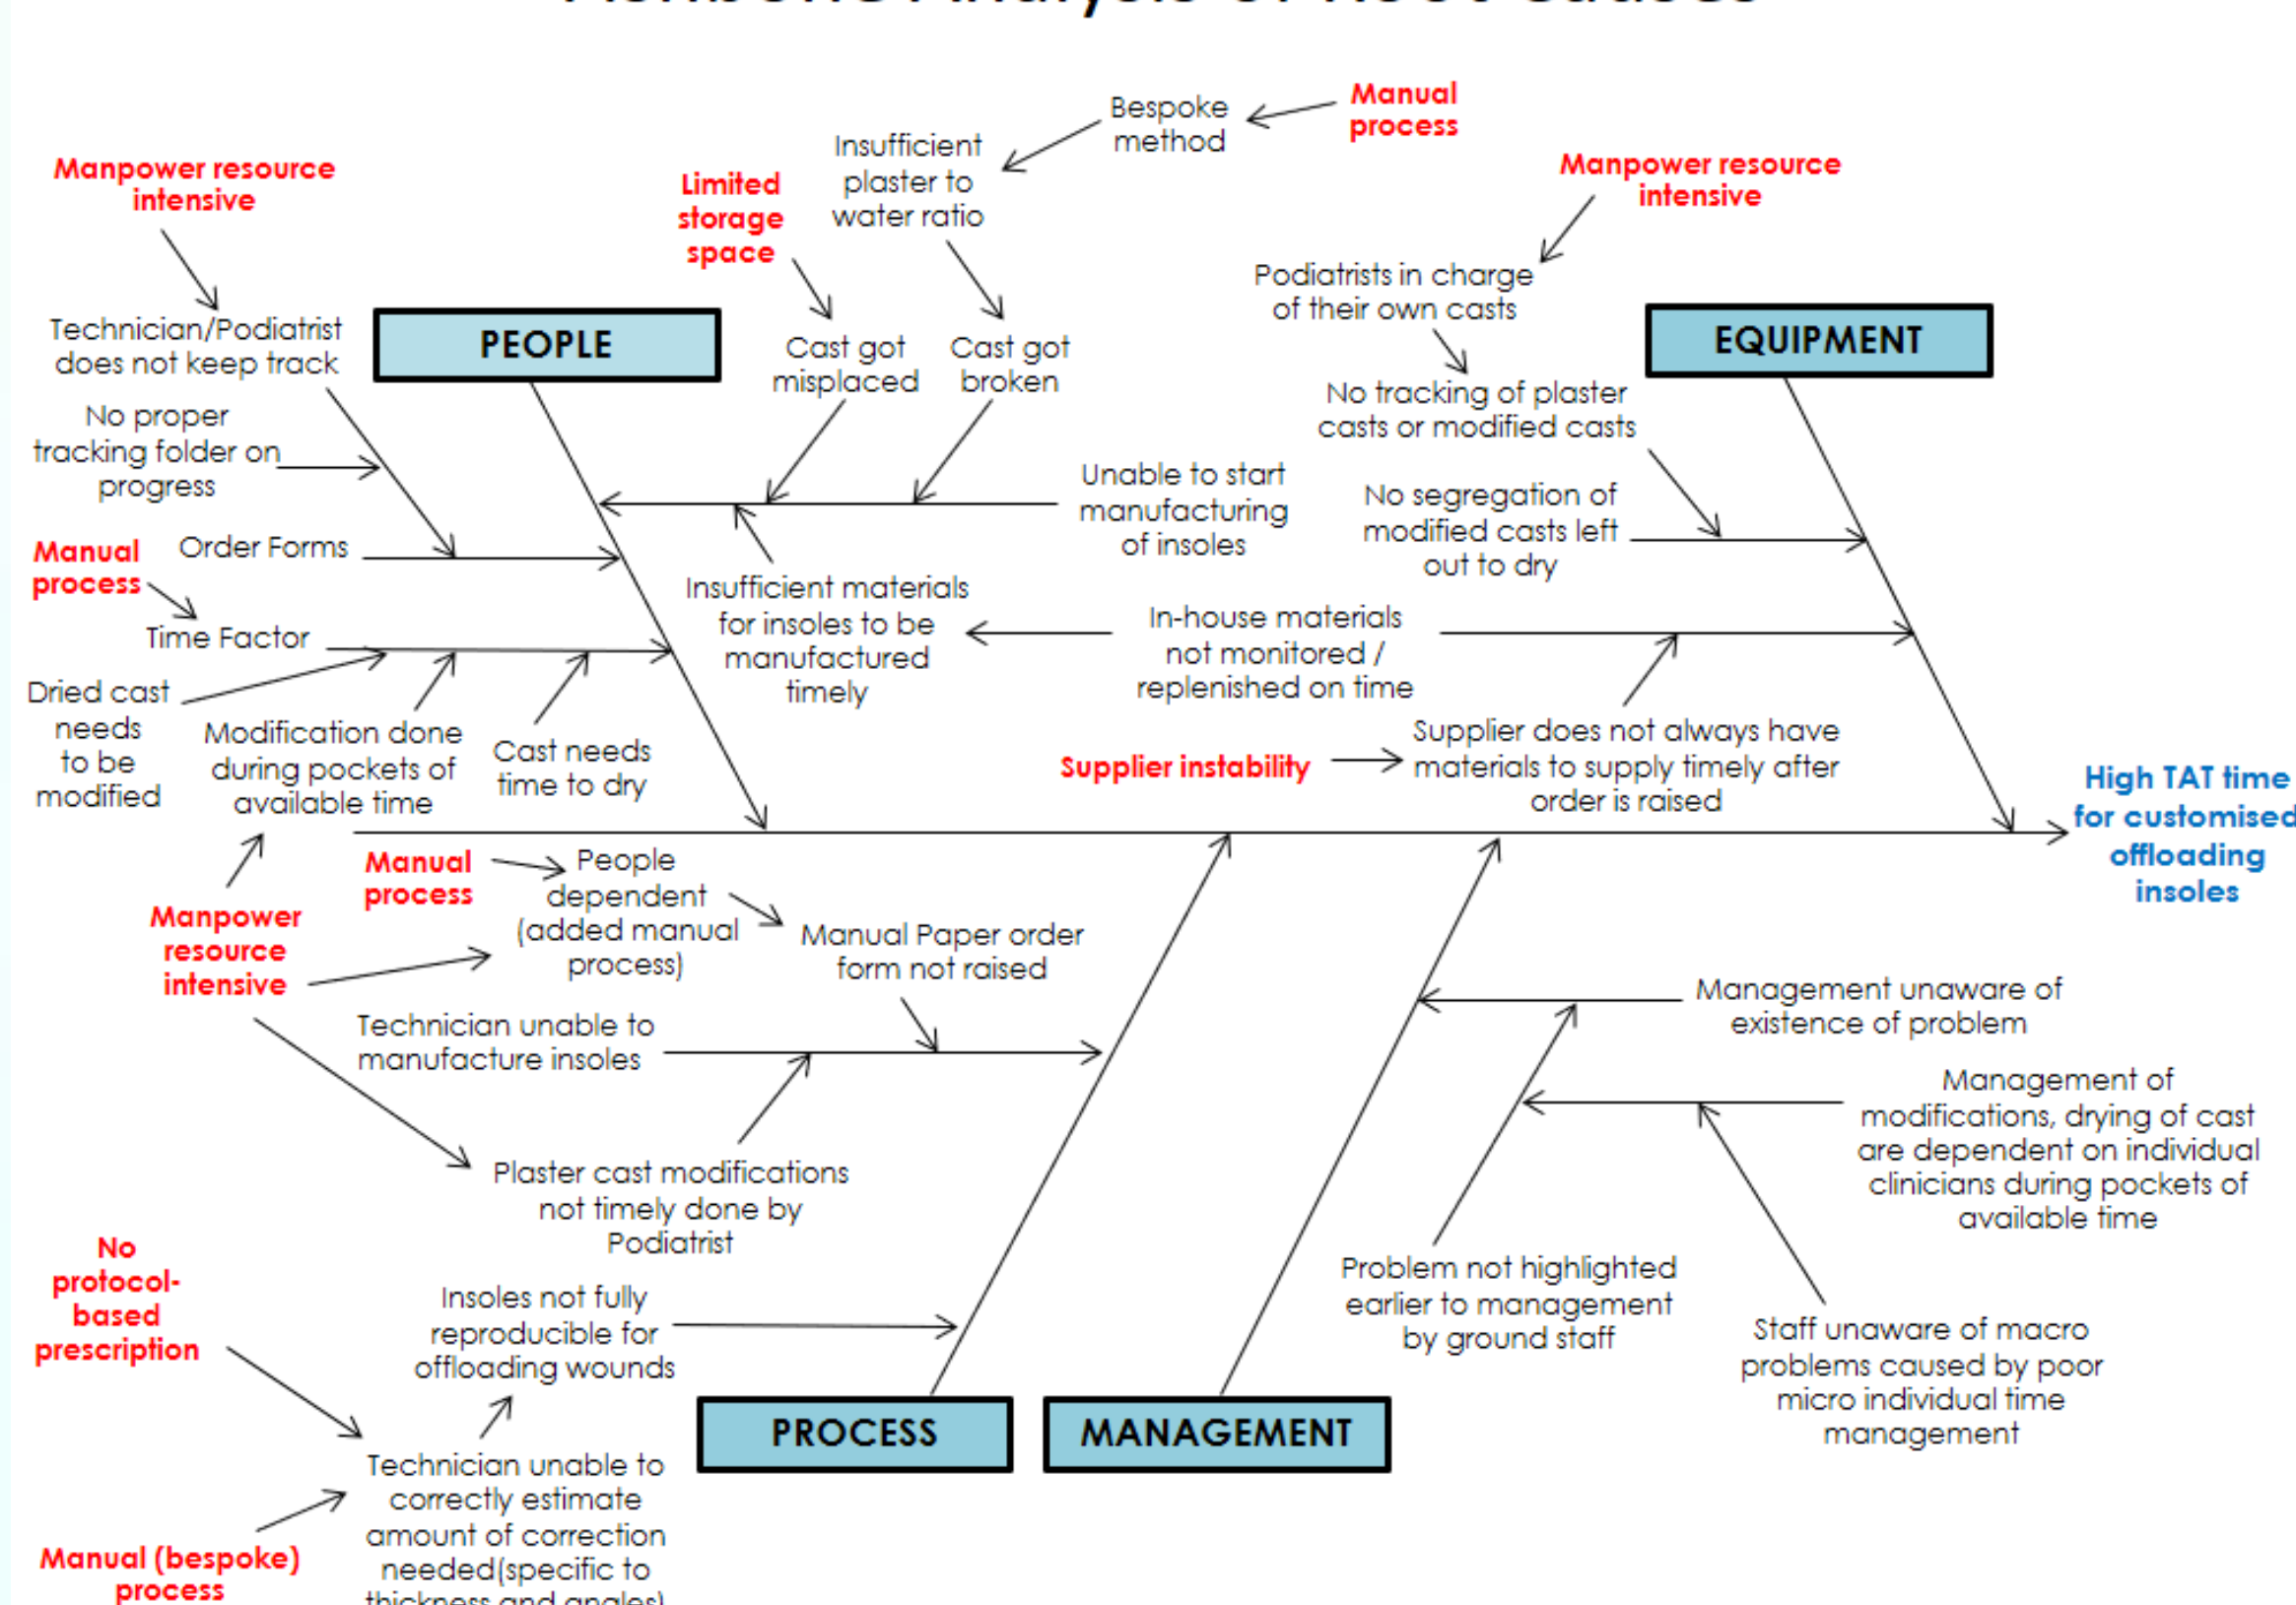 Fishbone Analysis of Root Causes
Manual
process
Bespoke
method
Insufficient
plaster to
water ratio
Manpower resource
intensive
Limited
storage
space
Manpower resource
intensive
Podiatrists in charge
of their own casts
Technician/Podiatrist
does not keep track
PEOPLE
Cast got
misplaced
Cast got
broken
EQUIPMENT
No tracking of plaster
casts or modified casts
No proper
tracking folder on
progress
Unable to start
manufacturing
of insoles
No segregation of
modified casts left
out to dry
Manual
process
Order Forms
Time Factor
Insufficient materials
for insoles to be
manufactured
timely
In-house materials
not monitored /
replenished on time
Dried cast
needs
to be
modified
Modification done
during pockets of
available time
Cast needs
time to dry
Supplier instability
Supplier does not always have
materials to supply timely after
order is raised
High TAT time
for customised
offloading
insoles
Manual
process
People
dependent
(added manual
process)
Manpower
resource
intensive
Manual Paper order
form not raised
Technician unable to
manufacture insoles
Management unaware of
existence of problem
Management of
modifications, drying of cast
are dependent on individual
clinicians during pockets of
available time
Plaster cast modifications
not timely done by
Podiatrist
No
protocol-
based
prescription
Insoles not fully
reproducible for
offloading wounds
Problem not highlighted
earlier to management
by ground staff
Staff unaware of macro
problems caused by poor
micro individual time
management
PROCESS
MANAGEMENT
Technician unable to
correctly estimate
amount of correction
needed(specific to
thickness and angles)
Manual (bespoke)
process